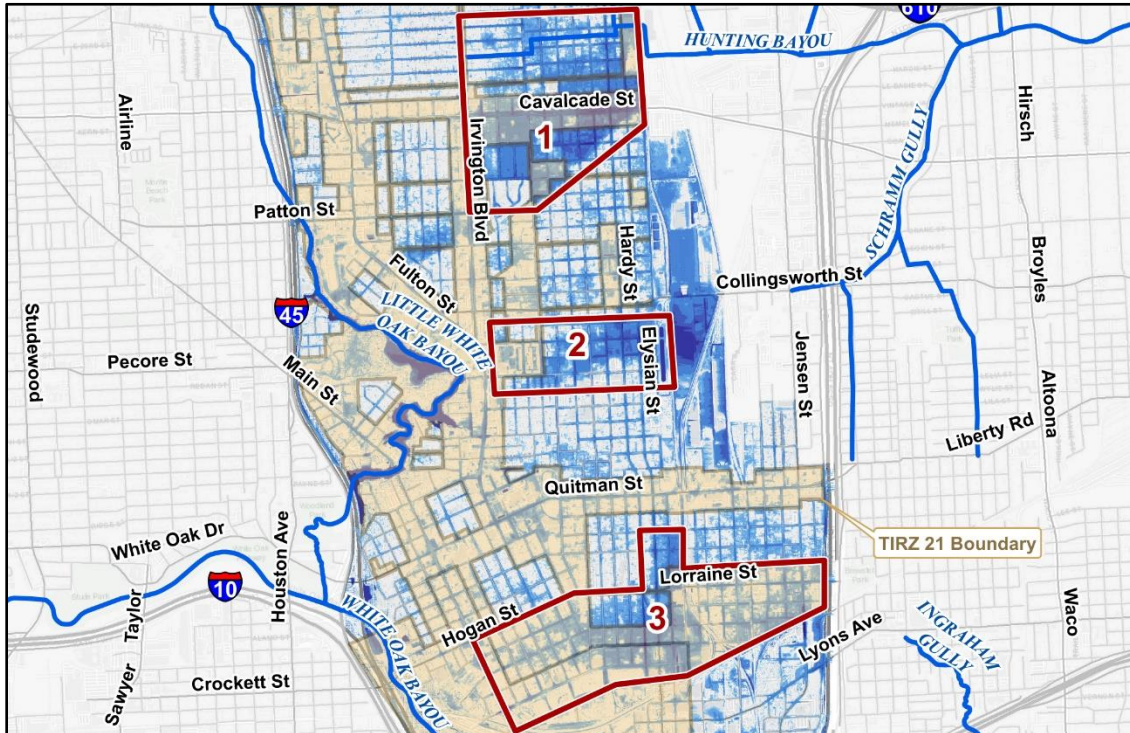 610
HUNTING BAYOU
Cavalcade St
Airline
Irvington Blvd
1
Hirsch
SCHRAMM GULLY
Patton St
Hardy St
Broyles
Fulton St
Collingsworth St
45
LITTLE WHITE
OAK BAYOU
Studewood
2
Elysian St
Jensen St
Pecore St
Main St
Altoona
Liberty Rd
Quitman St
White Oak Dr
Houston Ave
TIRZ 21 Boundary
10
Lorraine St
Taylor
Hogan St
3
Waco
WHITE OAK
BAYOU
Lyons Ave
INGRAHAM
GULLY
Sawyer
Crockett St